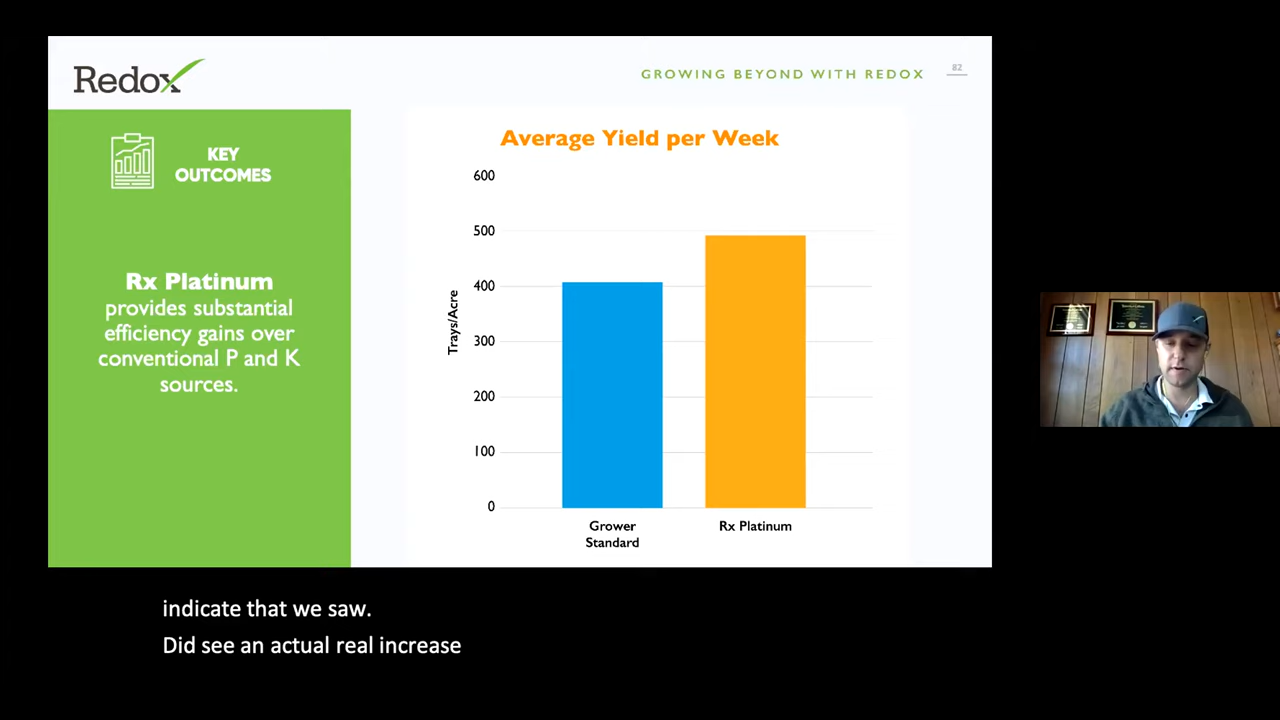 Redox
GROWING BEYOND WITH REDOX
82
KEY
OUTCOMES
Rx Platinum
provides substantial
efficiency gains over
conventional P and K
sources.
Average Yield per Week
Trays/Acre
600
500
400
300
200
100
0
Grower
Standard
Rx Platinum
indicate that we saw.
Did see an actual real increase